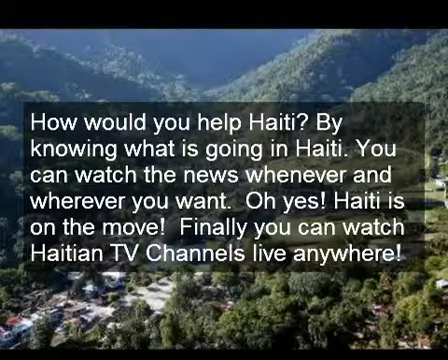 How would you help Haiti? By
knowing what is going in Haiti. You
can watch the news whenever and
wherever you want.  Oh yes! Haiti is
on the move!  Finally you can watch
Haitian TV Channels live anywhere!